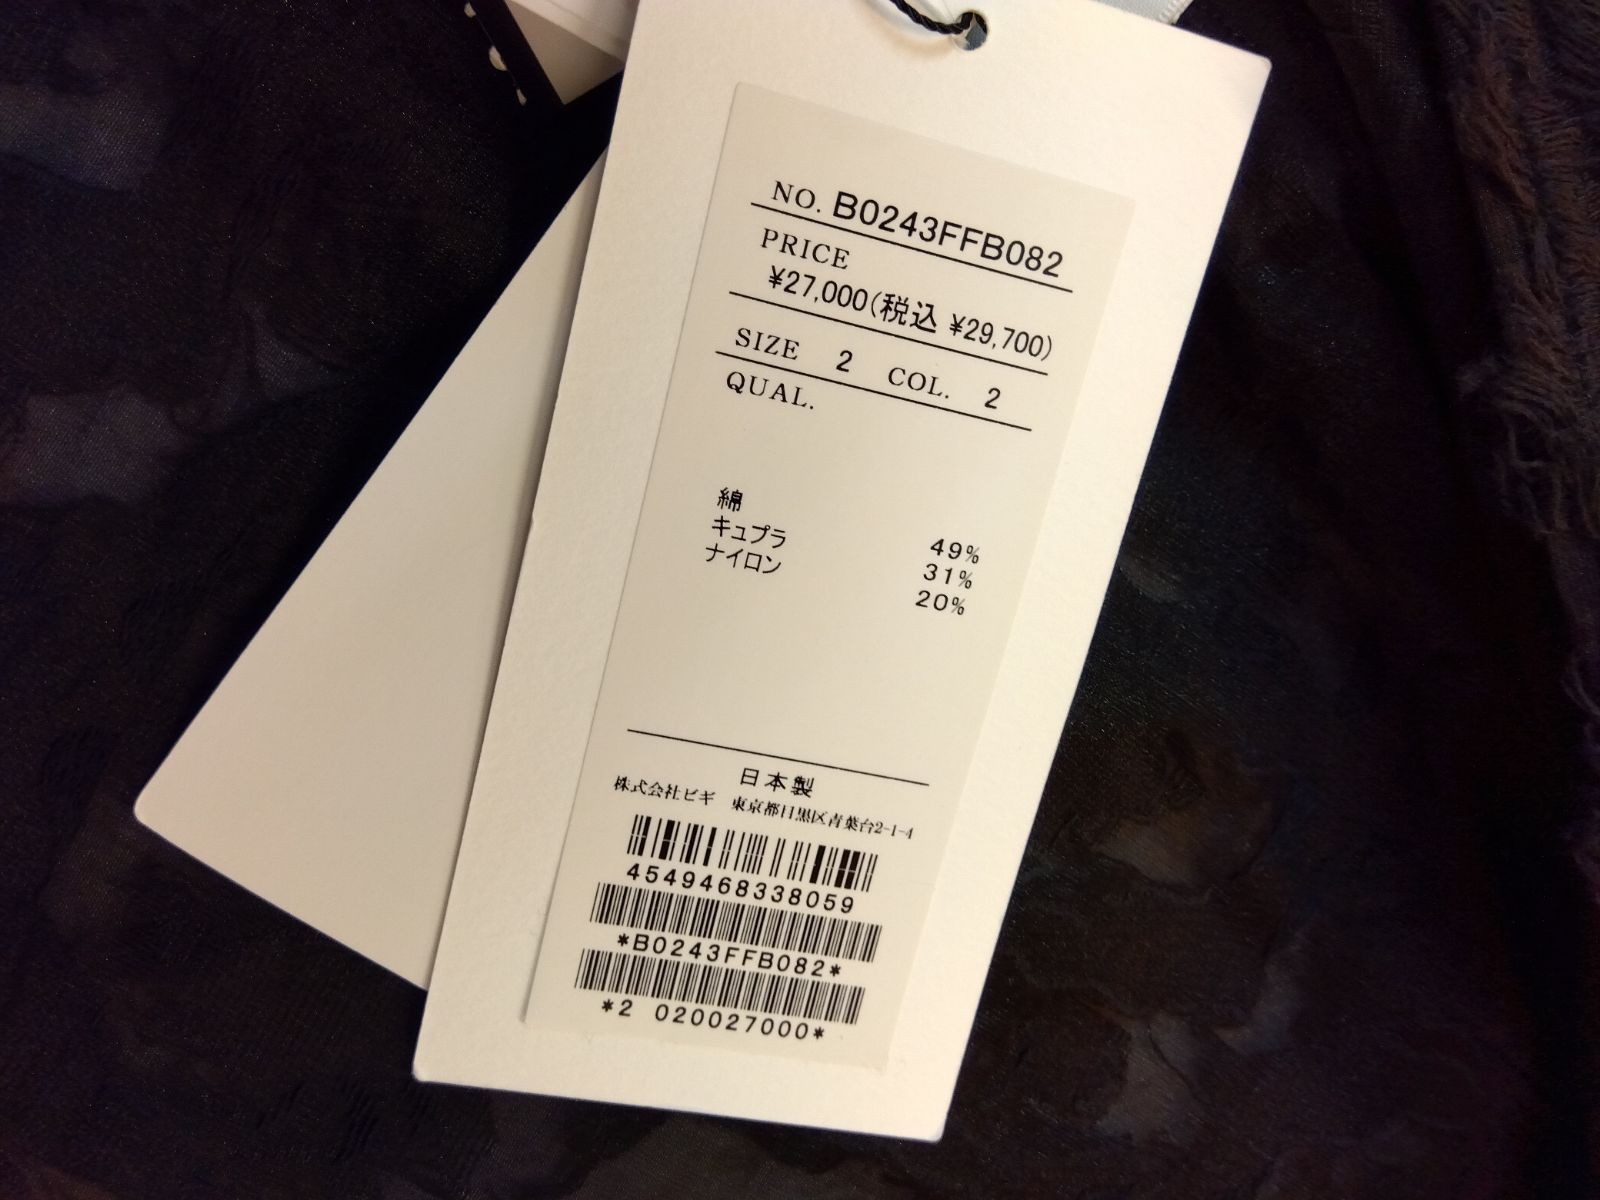 NO. B0243FFB082
PRICE
¥27,000(税込 ¥29,700)
SIZE 2 COL. 2
QUAL.
綿 49%
キュプラ 31%
ナイロン 20%
日本製
株式会社ビギ 東京都目黒区青葉台2-1-4
4549468338059
*B0243FFB082*
*2 020027000*